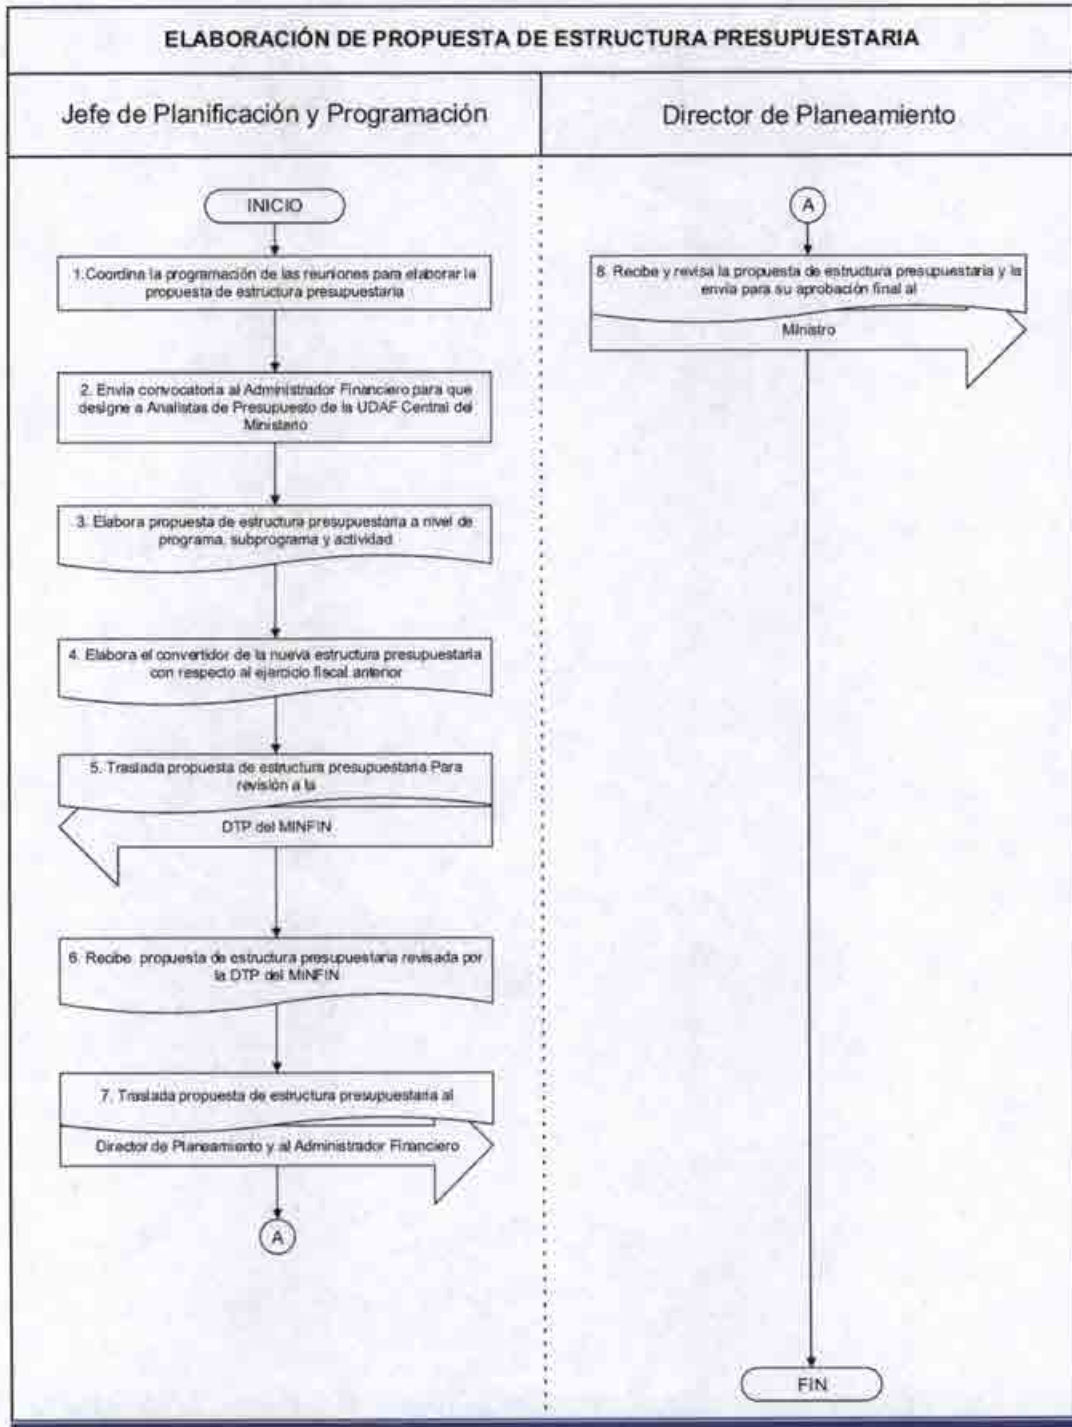 ELABORACIÓN DE PROPUESTA DE ESTRUCTURA PRESUPUESTARIA
Jefe de Planificación y Programación
Director de Planeamiento
INICIO
1. Coordina la programación de las reuniones para elaborar la
propuesta de estructura presupuestaria
2. Envía convocatoria al Administrador Financiero para que
designe a Analistas de Presupuesto de la UDAF Central del
Ministerio
3. Elabora propuesta de estructura presupuestaria a nivel de
programa, subprograma y actividad
4. Elabora el convertidor de la nueva estructura presupuestaria
con respecto al ejercicio fiscal anterior
5. Traslada propuesta de estructura presupuestaria Para
revisión a la
DTP del MINFIN
6. Recibe propuesta de estructura presupuestaria revisada por
la DTP del MINFIN
7. Traslada propuesta de estructura presupuestaria al
Director de Planeamiento y al Administrador Financiero
A
A
8. Recibe y revisa la propuesta de estructura presupuestaria y la
envía para su aprobación final al
Ministro
FIN